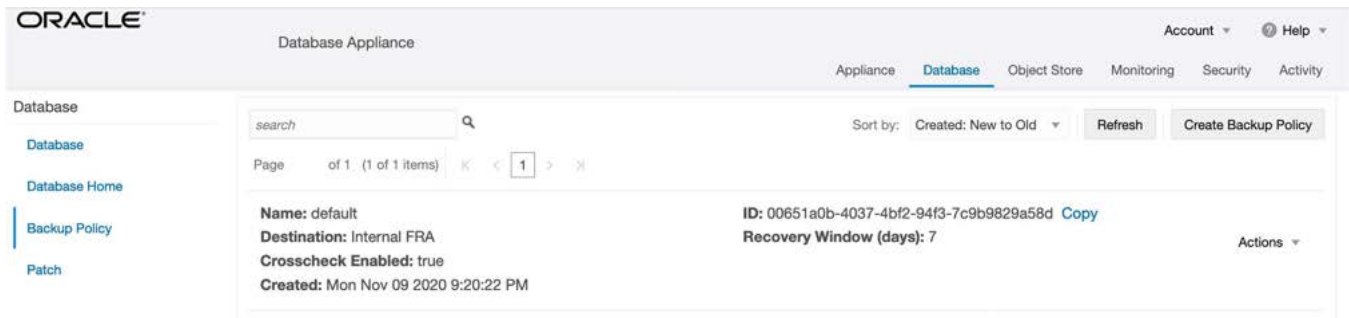 ORACLE®
Database Appliance
Account
Help
Appliance
Database
Object Store
Monitoring
Security
Activity
Database
Database
Database Home
Backup Policy
Patch
search
Sort by: Created: New to Old
Refresh
Create Backup Policy
Page of 1 (1 of 1 items) 1
Name: default
Destination: Internal FRA
Crosscheck Enabled: true
Created: Mon Nov 09 2020 9:20:22 PM
ID: 00651a0b-4037-4bf2-94f3-7c9b9829a58d Copy
Recovery Window (days): 7
Actions